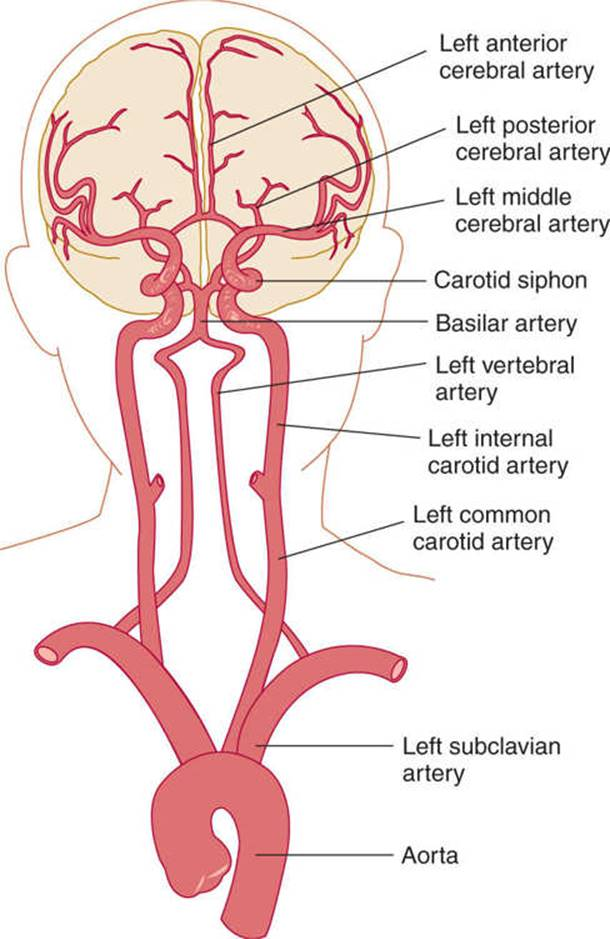 Left anterior
cerebral artery
Left posterior
cerebral artery
Left middle
cerebral artery
Carotid siphon
Basilar artery
Left vertebral
artery
Left internal
carotid artery
Left common
carotid artery
Left subclavian
artery
Aorta